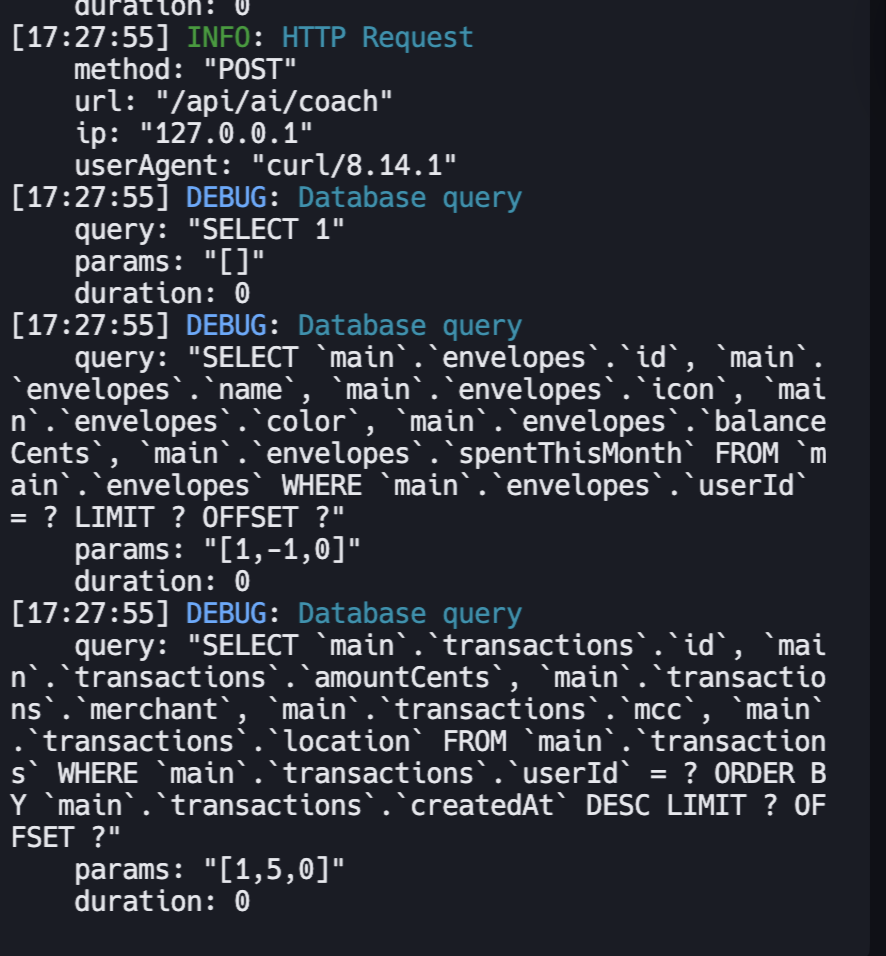 duration: 0
[17:27:55] INFO: HTTP Request
method: "POST"
url: "/api/ai/coach"
ip: "127.0.0.1"
userAgent: "curl/8.14.1"
[17:27:55] DEBUG: Database query
query: "SELECT 1"
params: "[]"
duration: 0
[17:27:55] DEBUG: Database query
query: "SELECT `main`.`envelopes`.`id`, `main`.
`envelopes`.`name`, `main`.`envelopes`.`icon`, `mai
n`.`envelopes`.`color`, `main`.`envelopes`.`balance
Cents`, `main`.`envelopes`.`spentThisMonth` FROM `m
ain`.`envelopes` WHERE `main`.`envelopes`.`userId`
= ? LIMIT ? OFFSET ?"
params: "[1,-1,0]"
duration: 0
[17:27:55] DEBUG: Database query
query: "SELECT `main`.`transactions`.`id`, `mai
n`.`transactions`.`amountCents`, `main`.`transactio
ns`.`merchant`, `main`.`transactions`.`mcc`, `main`
.`transactions`.`location` FROM `main`.`transaction
s` WHERE `main`.`transactions`.`userId` = ? ORDER B
Y `main`.`transactions`.`createdAt` DESC LIMIT ? OF
FSET ?"
params: "[1,5,0]"
duration: 0